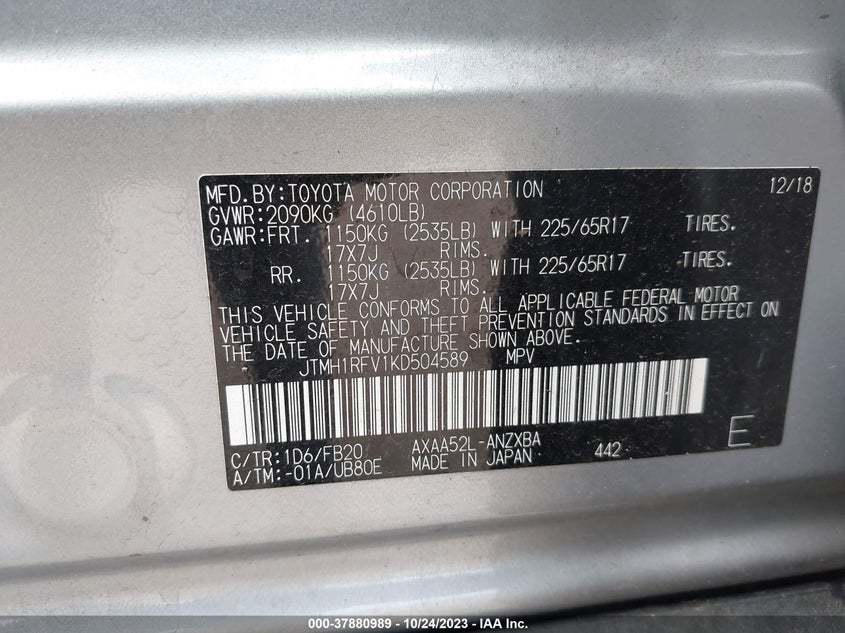 MFD.BY:TOYOTA MOTOR CORPORATION 12/18
GVWR:2090KG (4610LB)
GAWR:FRT. 1150KG (2535LB) WITH 225/65R17 TIRES.
17X7J RIMS.
RR. 1150KG (2535LB) WITH 225/65R17 TIRES.
17X7J RIMS.
THIS VEHICLE CONFORMS TO ALL APPLICABLE FEDERAL MOTOR
VEHICLE SAFETY AND THEFT PREVENTION STANDARDS IN EFFECT ON
THE DATE OF MANUFACTURE SHOWN ABOVE.
JTMH1RFV1KD504589 MPV
C/TR:1D6/FB20 AXAA52L-ANZXBA 442 E
A/TM:-01A/UB80E MADE IN JAPAN
000-37880989 - 10/24/2023 - IAA Inc.